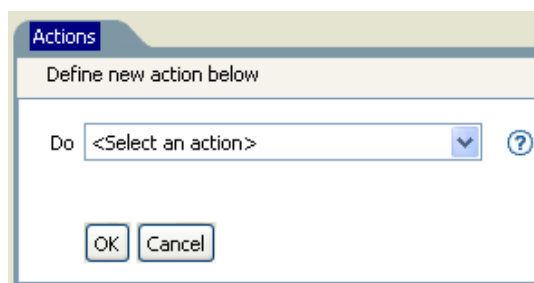 Actions
Define new action below
Do <Select an action> ?
OK Cancel